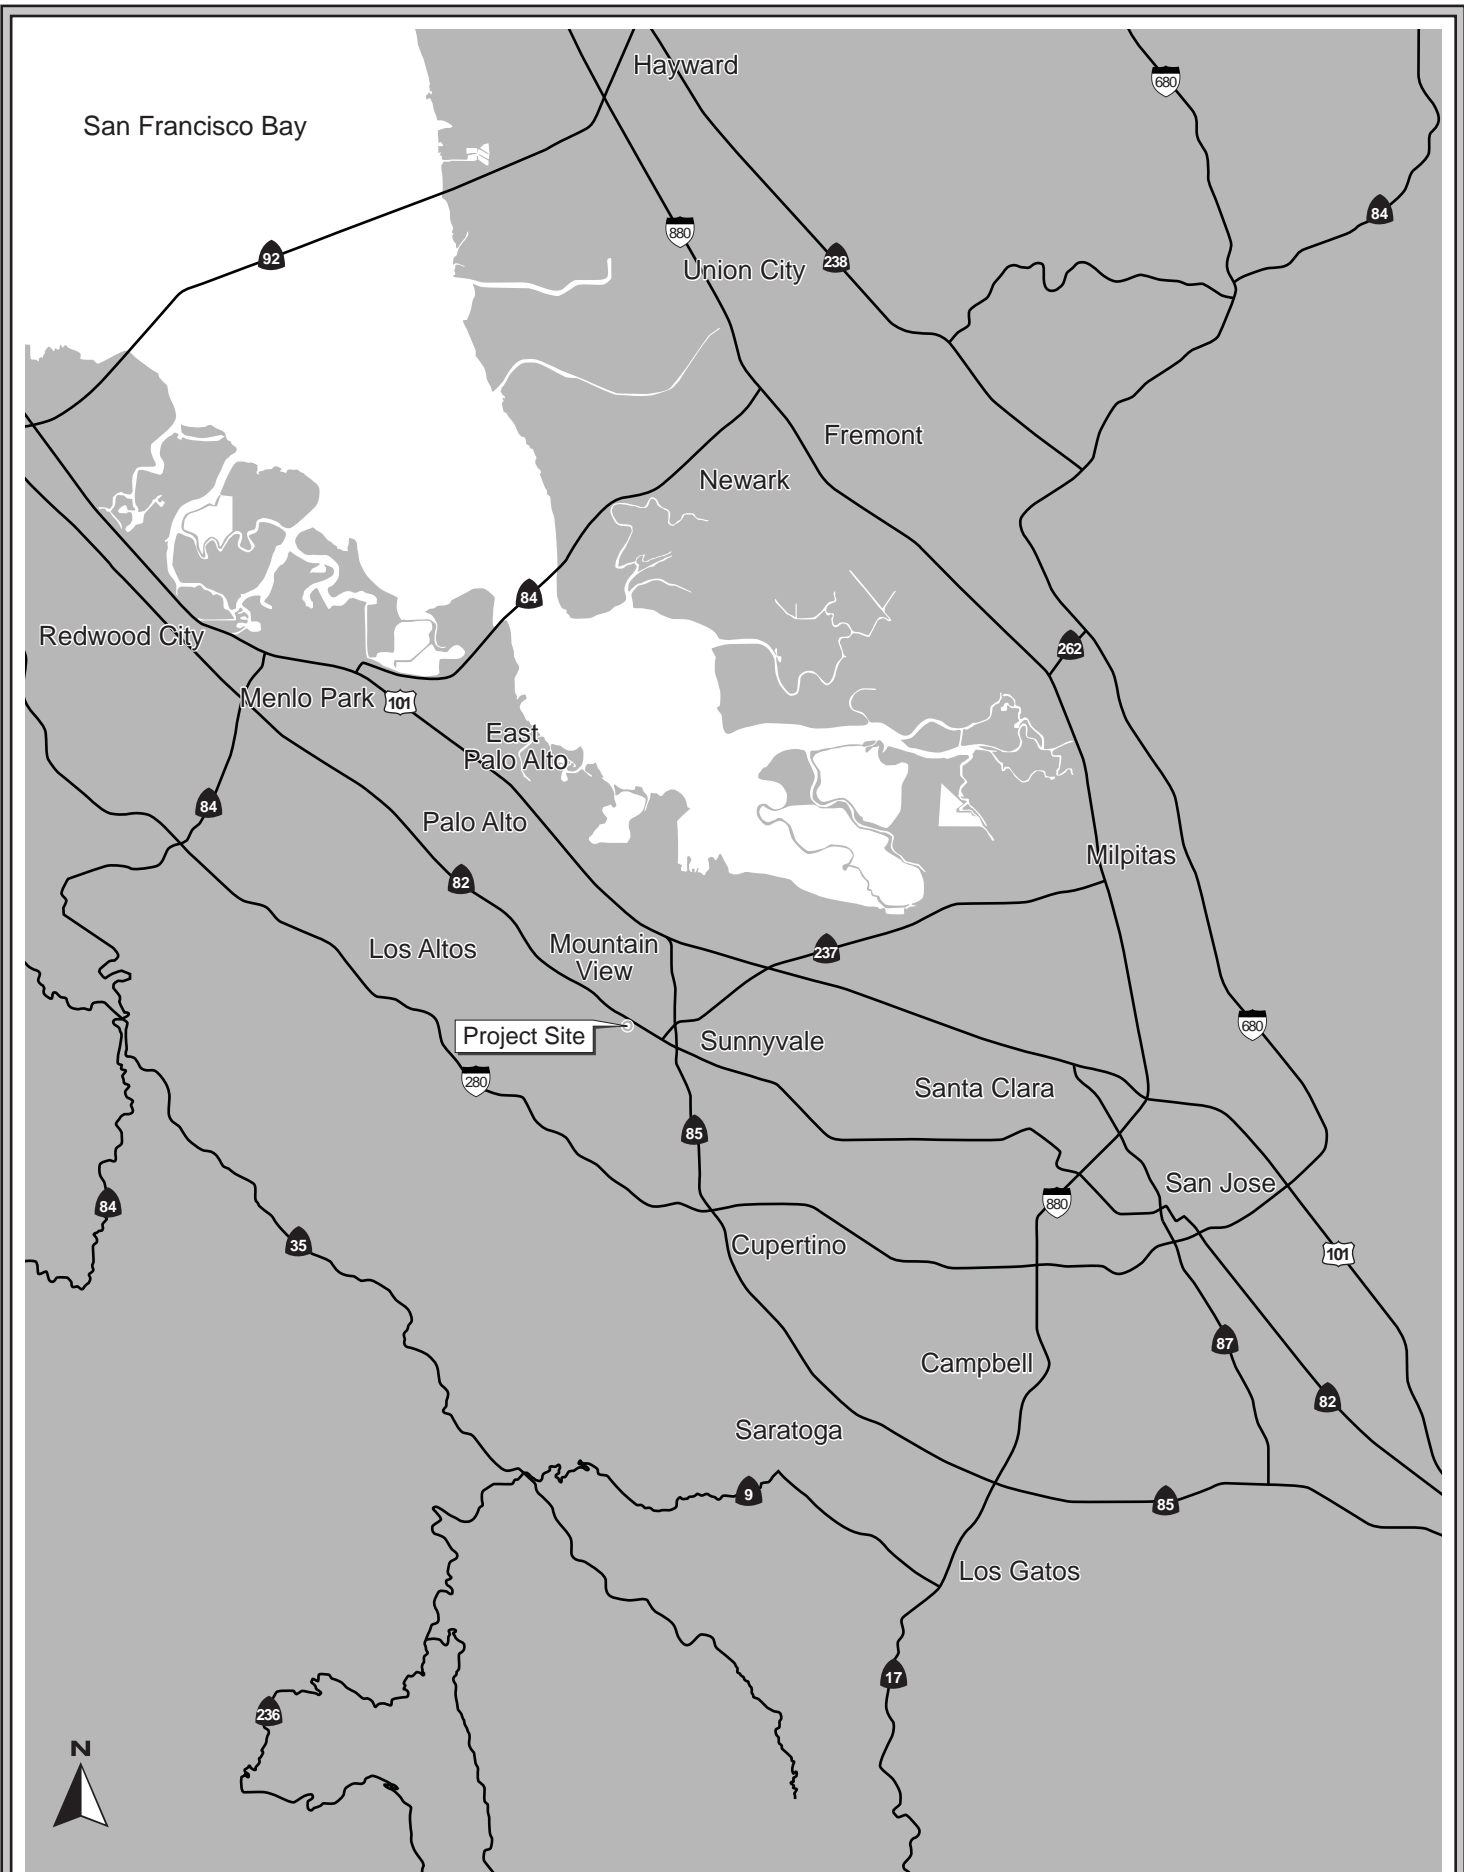 Hayward
680
San Francisco Bay
84
880
92
238
Union City
Fremont
Newark
84
Redwood City
262
Menlo Park
101
East
Palo Alto
84
Palo Alto
Milpitas
82
Los Altos
Mountain
View
237
680
Project Site
Sunnyvale
280
Santa Clara
85
San Jose
84
880
35
Cupertino
101
87
Campbell
82
Saratoga
9
85
Los Gatos
17
236
N